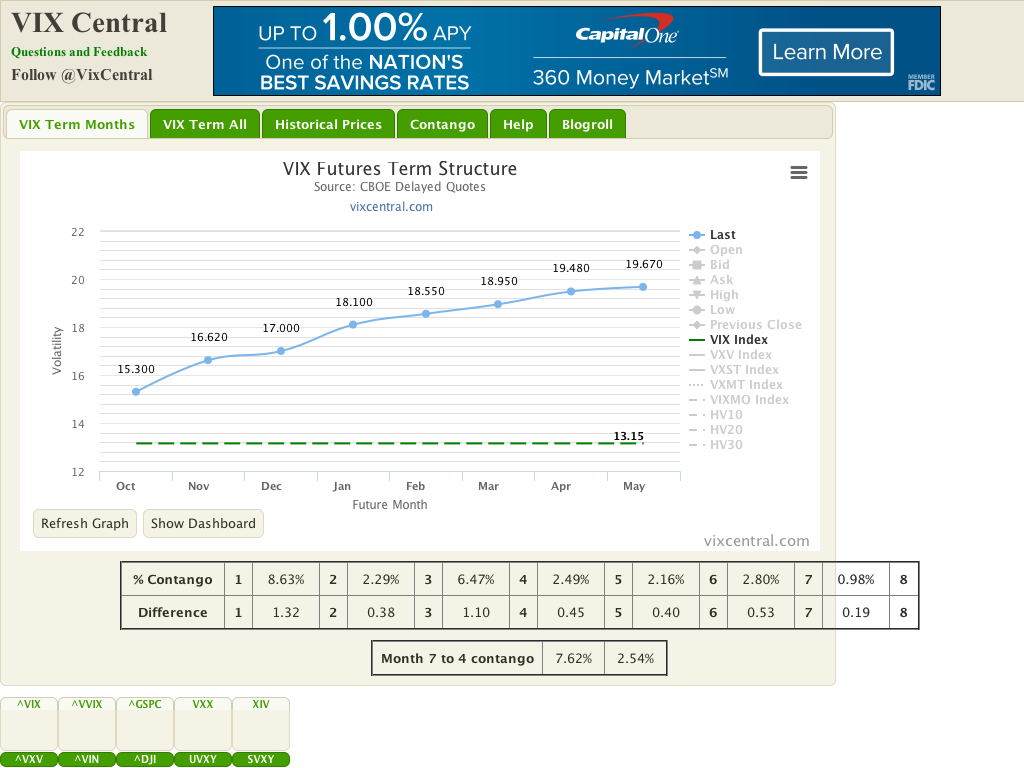 VIX Central
Questions and Feedback
Follow @VixCentral
UP TO 1.00% APY
One of the NATION'S
BEST SAVINGS RATES
CapitalOne
360 Money MarketSM
Learn More
MEMBER
FDIC
VIX Term Months
VIX Term All
Historical Prices
Contango
Help
Blogroll
VIX Futures Term Structure
Source: CBOE Delayed Quotes
vixcentral.com
Volatility
22
20
18
16
14
12
15.300
16.620
17.000
18.100
18.550
18.950
19.480
19.670
13.15
Oct
Nov
Dec
Jan
Feb
Mar
Apr
May
Future Month
Last
Open
Bid
Ask
High
Low
Previous Close
VIX Index
VXV Index
VXST Index
VXMT Index
VIXMO Index
HV10
HV20
HV30
Refresh Graph
Show Dashboard
vixcentral.com
% Contango 1 8.63% 2 2.29% 3 6.47% 4 2.49% 5 2.16% 6 2.80% 7 0.98% 8
Difference 1 1.32 2 0.38 3 1.10 4 0.45 5 0.40 6 0.53 7 0.19 8
Month 7 to 4 contango 7.62% 2.54%
^VIX ^VVIX ^GSPC VXX XIV
^VXV ^VIN ^DJI UVXY SVXY